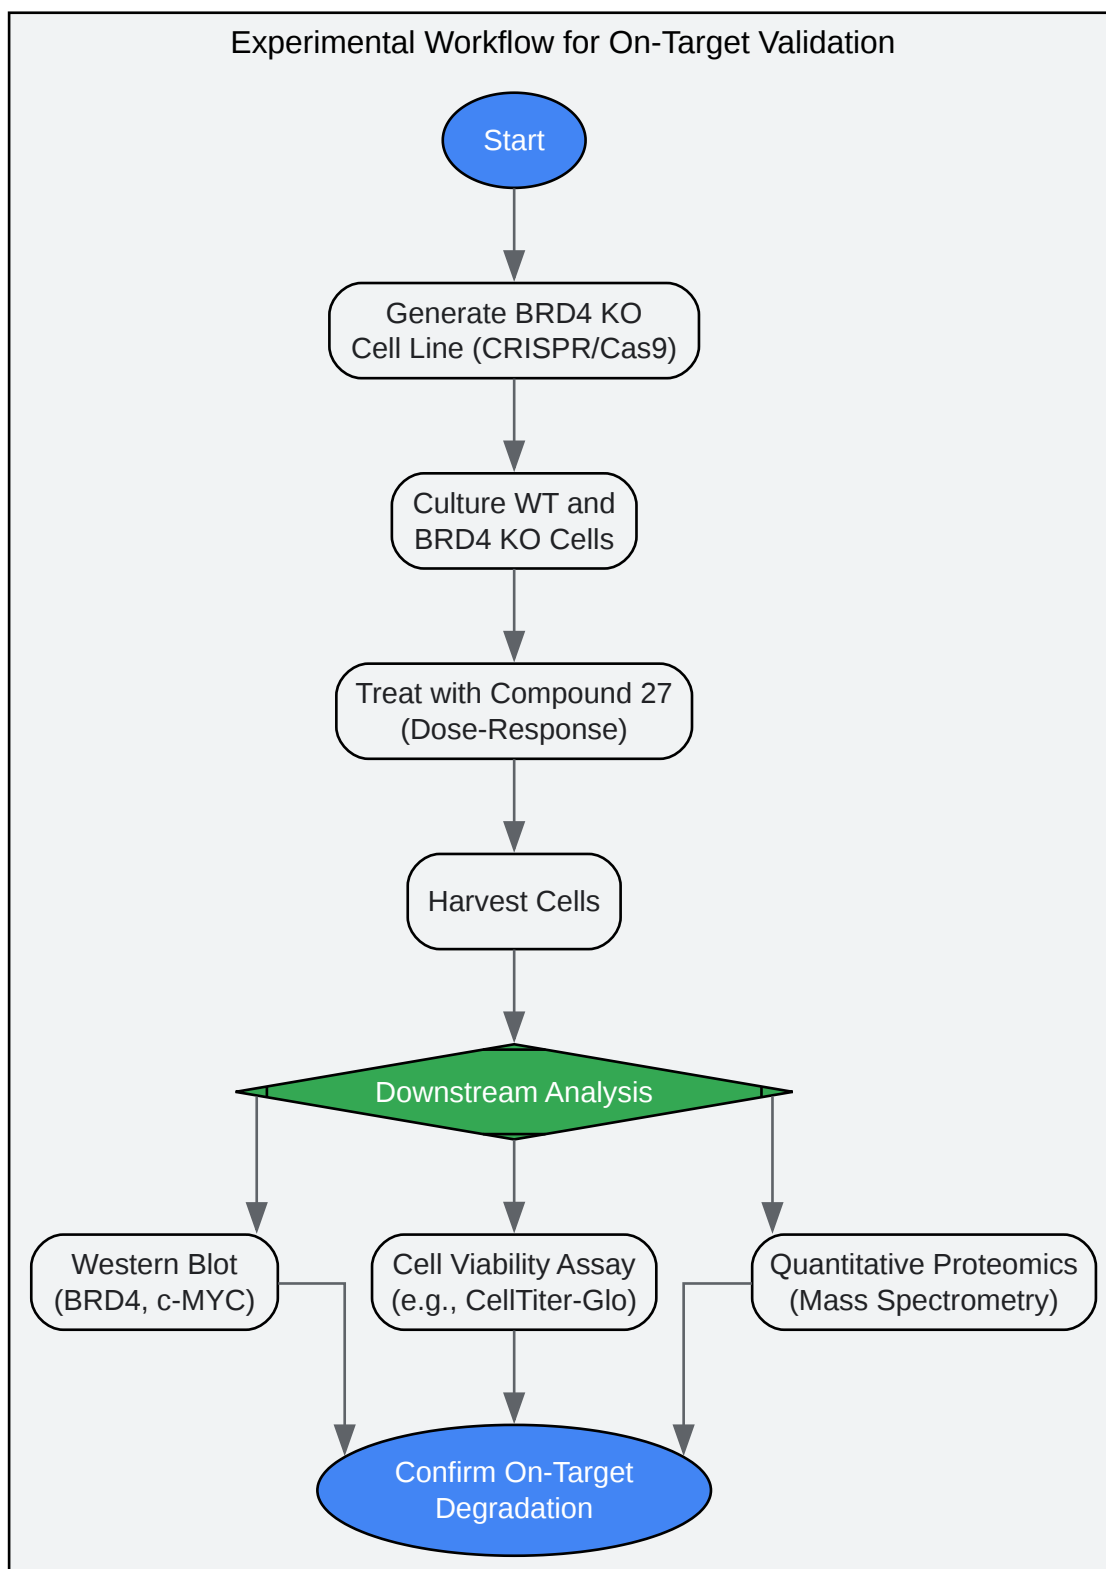 Experimental Workflow for On-Target Validation
Start
Generate BRD4 KO
Cell Line (CRISPR/Cas9)
Culture WT and
BRD4 KO Cells
Treat with Compound 27
(Dose-Response)
Harvest Cells
Downstream Analysis
Western Blot
(BRD4, c-MYC)
Cell Viability Assay
(e.g., CellTiter-Glo)
Quantitative Proteomics
(Mass Spectrometry)
Confirm On-Target
Degradation